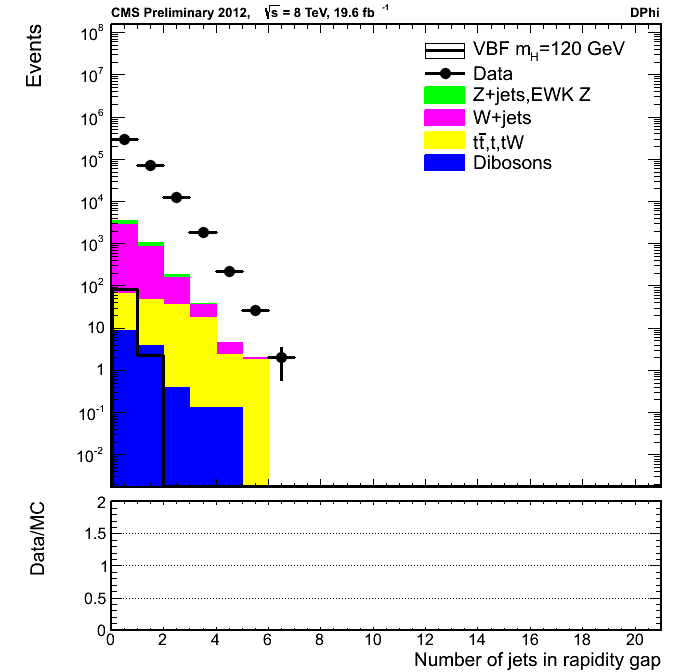 CMS Preliminary 2012, √s = 8 TeV, 19.6 fb⁻¹ DPhi
Events
10⁸
10⁷
10⁶
10⁵
10⁴
10³
10²
10
1
10⁻¹
10⁻²
VBF m_H=120 GeV
Data
Z+jets,EWK Z
W+jets
tt̅,t,tW
Dibosons
Data/MC
2
1.5
1
0.5
0
0 2 4 6 8 10 12 14 16 18 20
Number of jets in rapidity gap